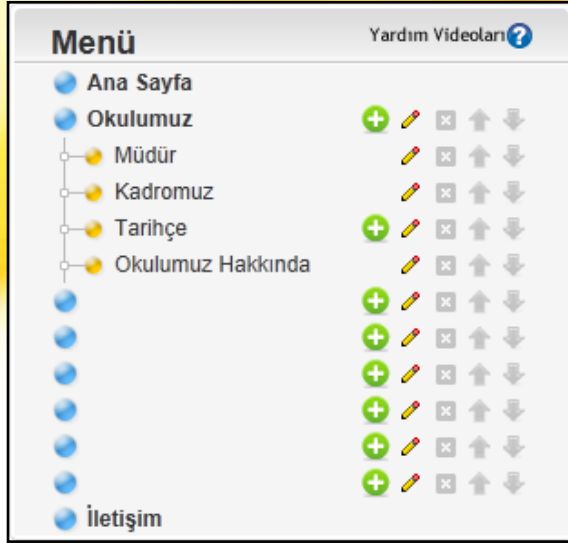 Menü
Yardım Videoları
Ana Sayfa
Okulumuz
Müdür
Kadromuz
Tarihçe
Okulumuz Hakkında
İletişim